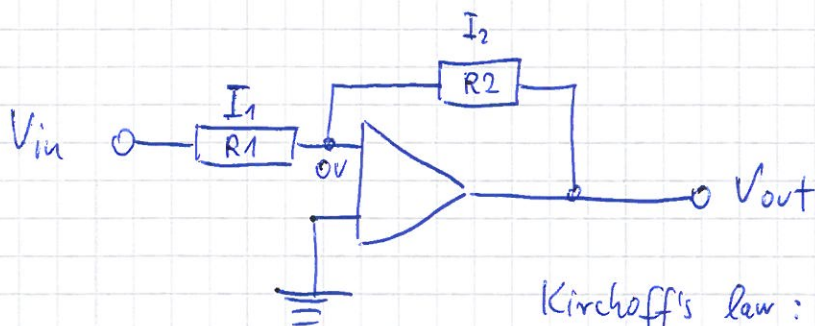 I₂
R2
I₁
Vin
R1
0V
Vout
Kirchoff's law: